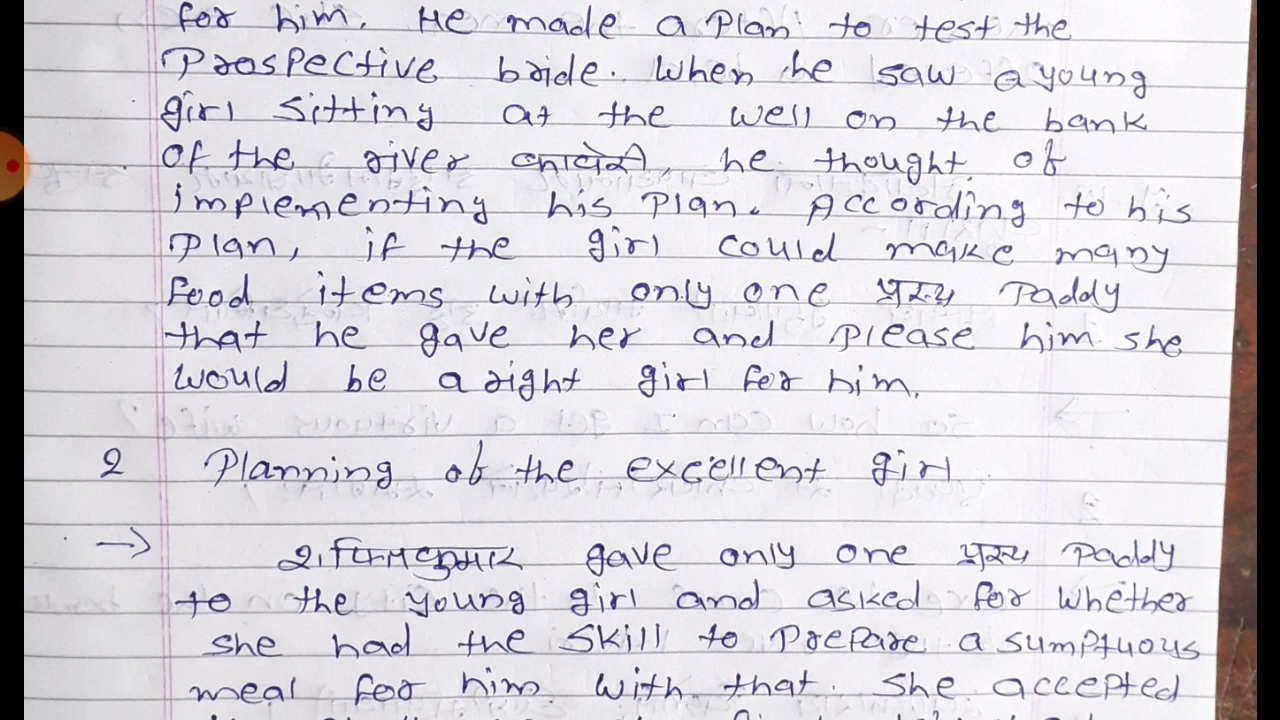 for him. He made a plan to test the
Prospective bride. When he saw a young
girl sitting at the well on the bank
of the river कावेरी, he thought of
implementing his plan. According to his
plan, if the girl could make many
food items with only one प्रस्थ Paddy
that he gave her and please him she
would be a right girl for him.
2 Planning of the excellent girl
→ शक्तिकुमार gave only one प्रस्थ Paddy
to the young girl and asked for whether
she had the skill to prepare a sumptuous
meal for him with that. She accepted